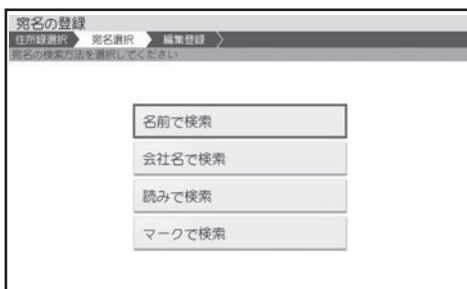 宛名の登録
住所録選択 宛名選択 編集登録
宛名の検索方法を選択してください
名前で検索
会社名で検索
読みで検索
マークで検索